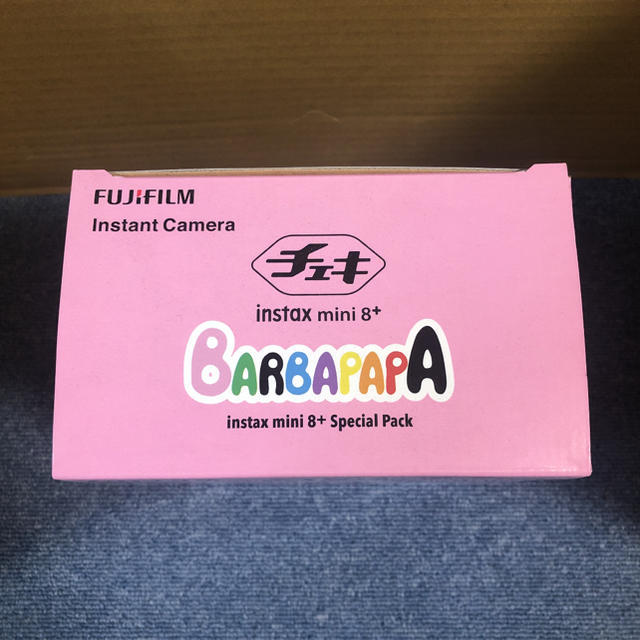 FUJIFILM
Instant Camera
チェキ
instax mini 8+
BARBAPAPA
instax mini 8+ Special Pack